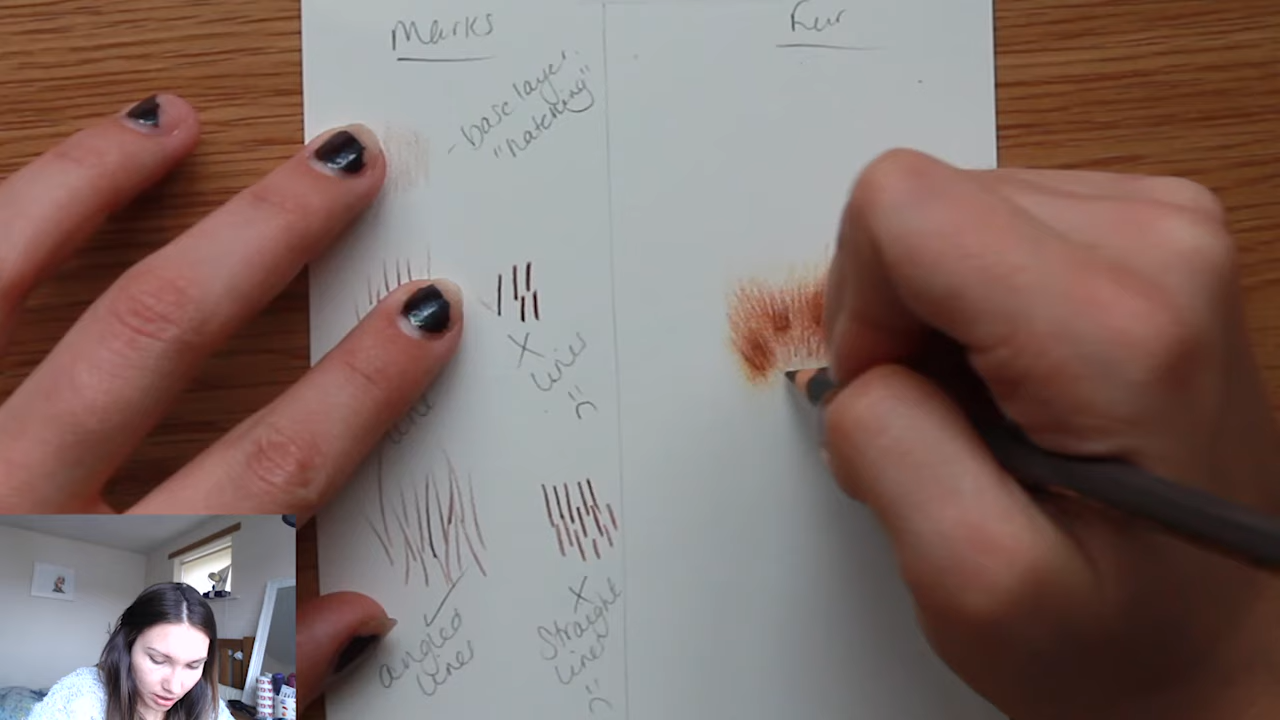 Marks
Fur
- base layer.
"hatching"
X
lines
:(
angled
lines
X
Straight
lines
:(